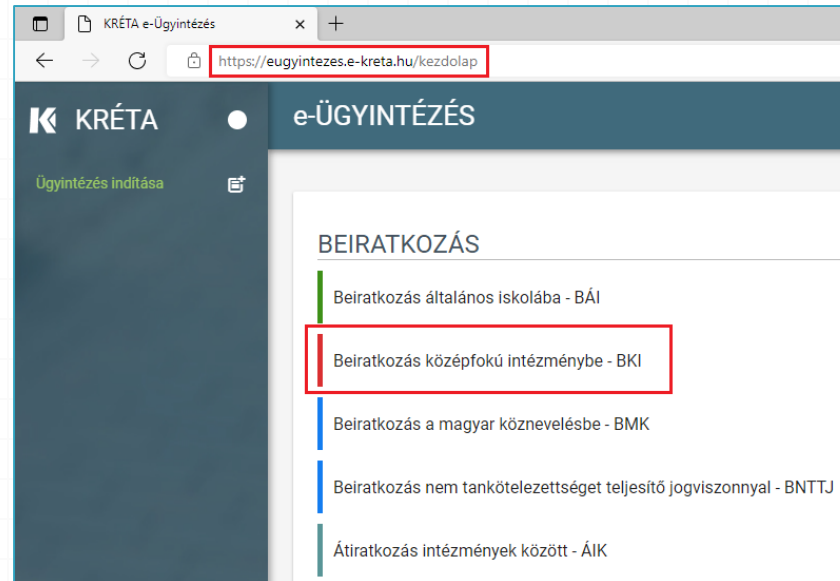 KRÉTA e-Ügyintézés
https://eugyintezes.e-kreta.hu/kezdolap
KRÉTA
e-ÜGYINTÉZÉS
Ügyintézés indítása
BEIRATKOZÁS
Beiratkozás általános iskolába - BÁI
Beiratkozás középfokú intézménybe - BKI
Beiratkozás a magyar köznevelésbe - BMK
Beiratkozás nem tankötelezettséget teljesítő jogviszonnyal - BNTTJ
Átiratkozás intézmények között - ÁIK